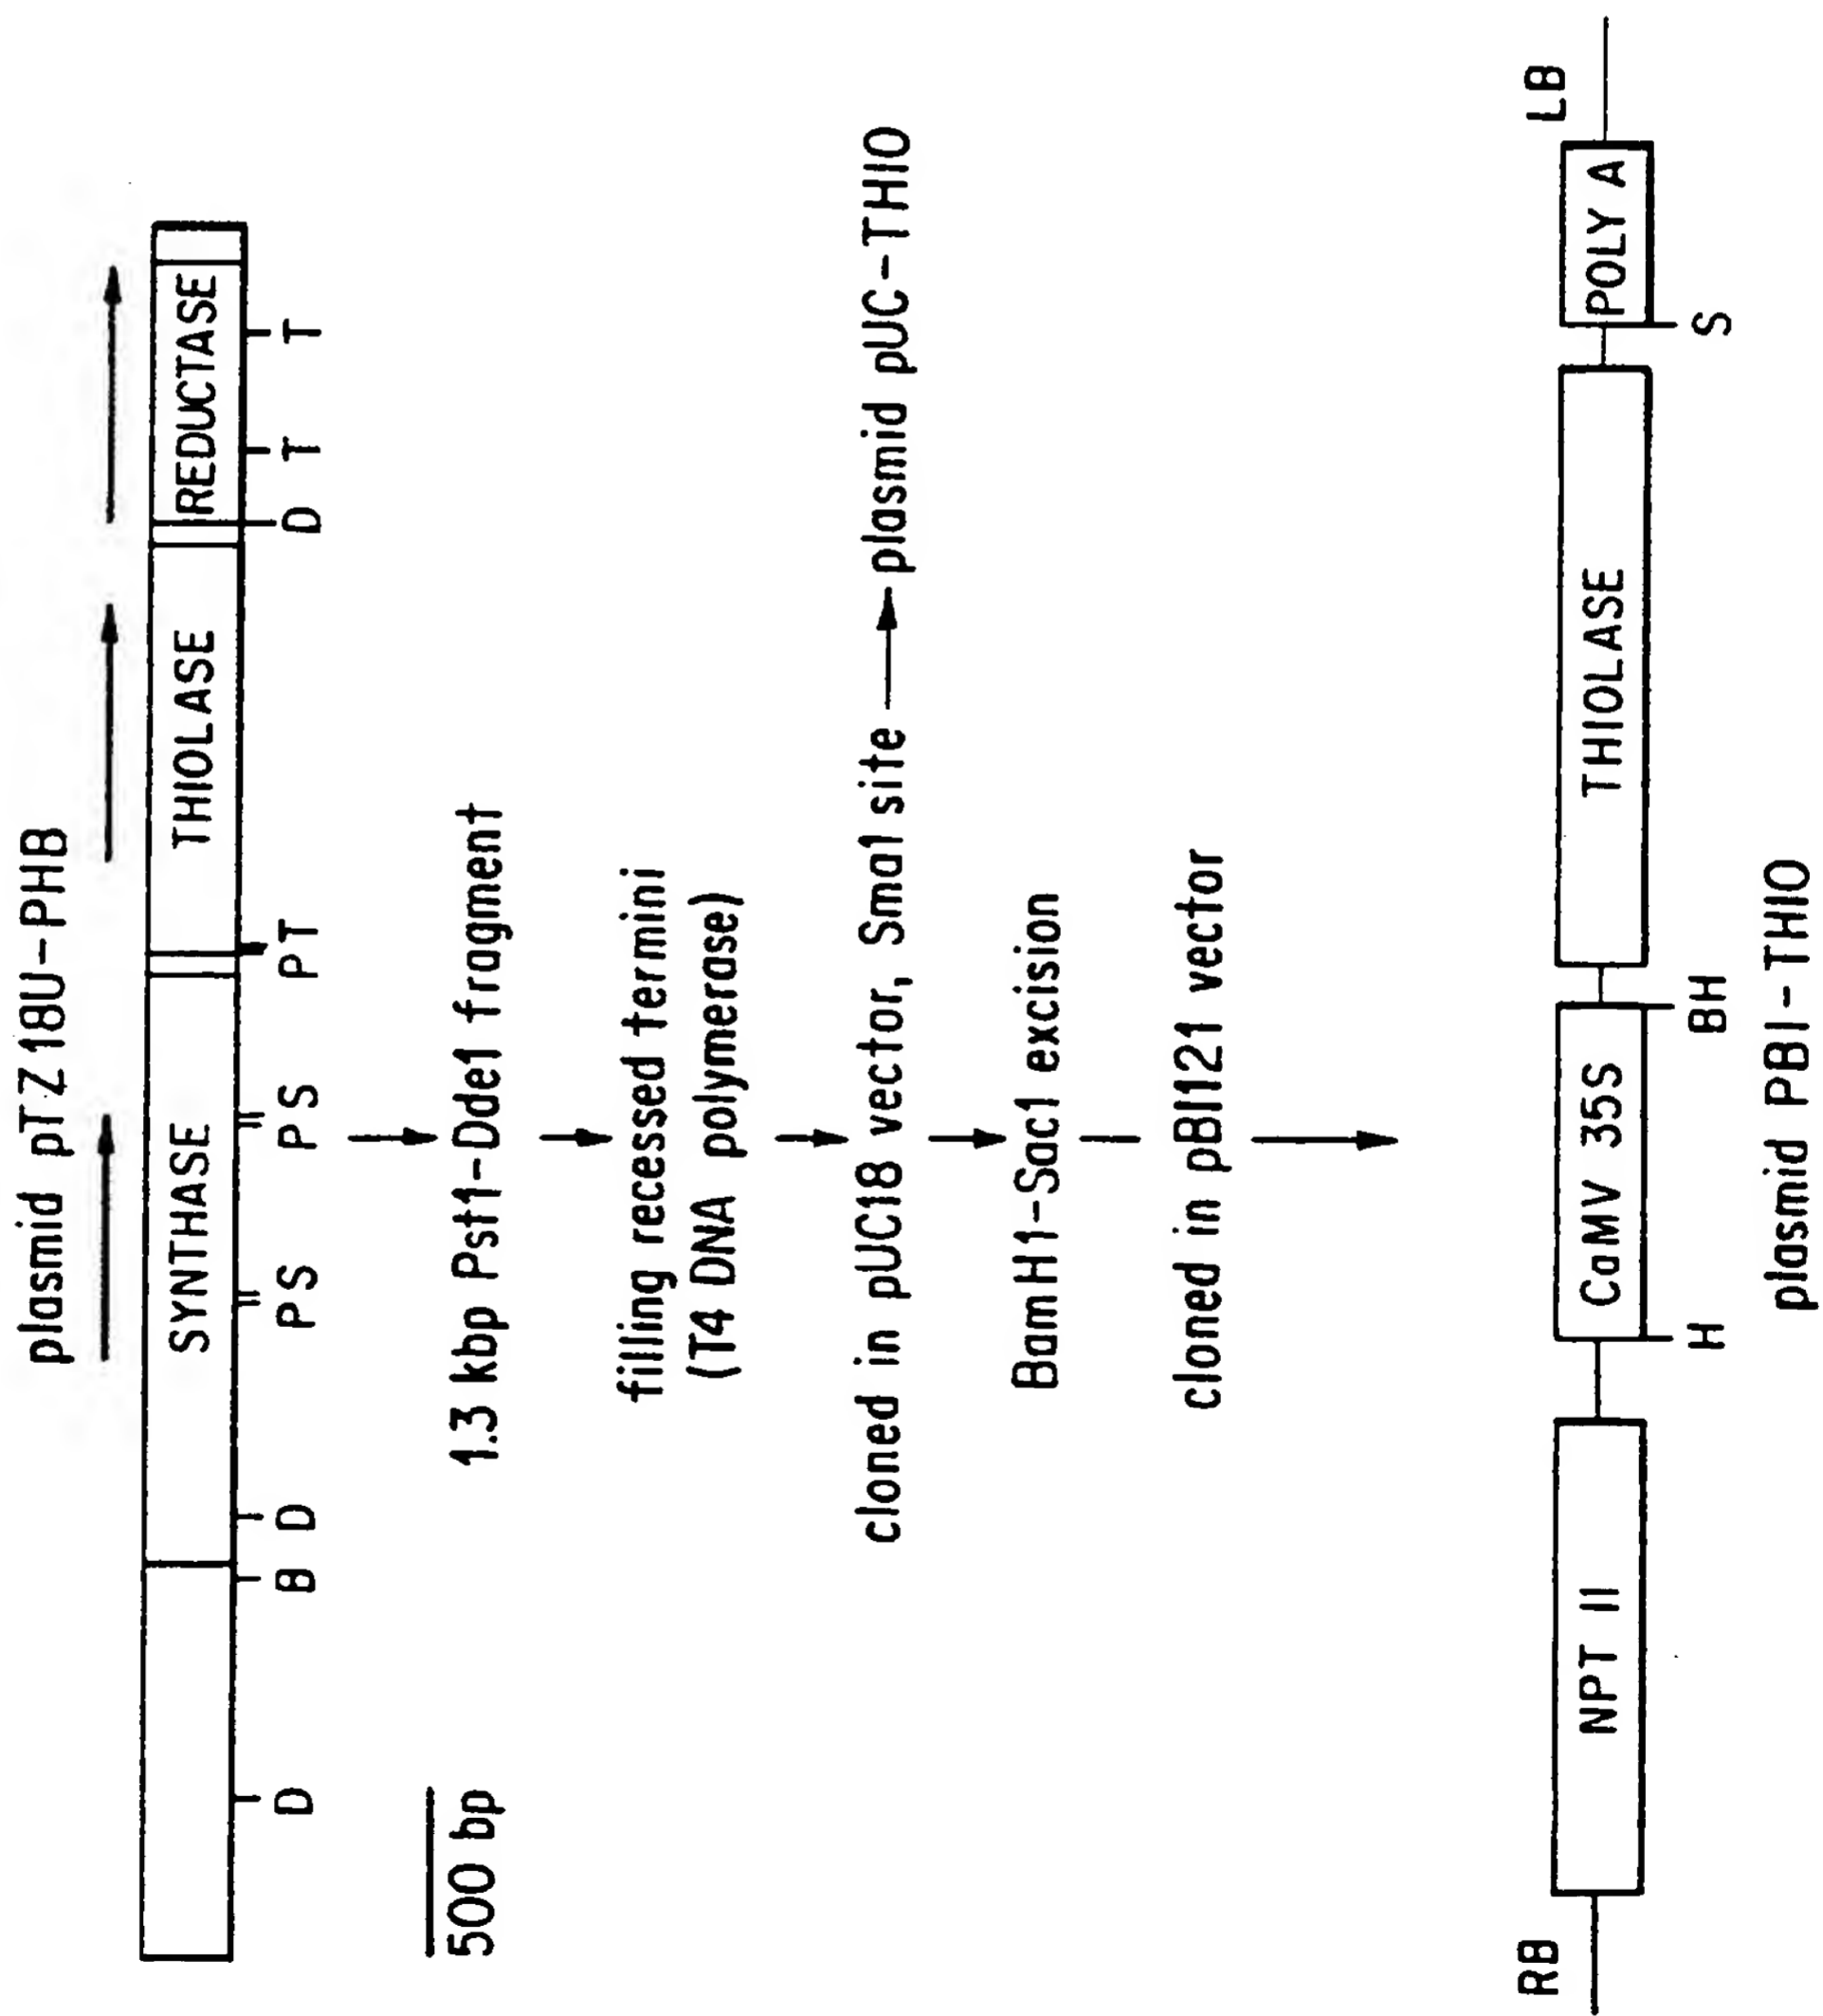 plasmid pTZ18U-PHB
SYNTHASE THIOLASE REDUCTASE
D B D PS PS PT D T T
500 bp
1.3 kbp Pst1-Dde1 fragment
filling recessed termini
(T4 DNA polymerase)
cloned in pUC18 vector, Sma1 site plasmid pUC-THIO
BamH1-Sac1 excision
cloned in pBI121 vector
RB LB
NPT II CaMV 35S THIOLASE POLY A
H BH S
plasmid PBI-THIO